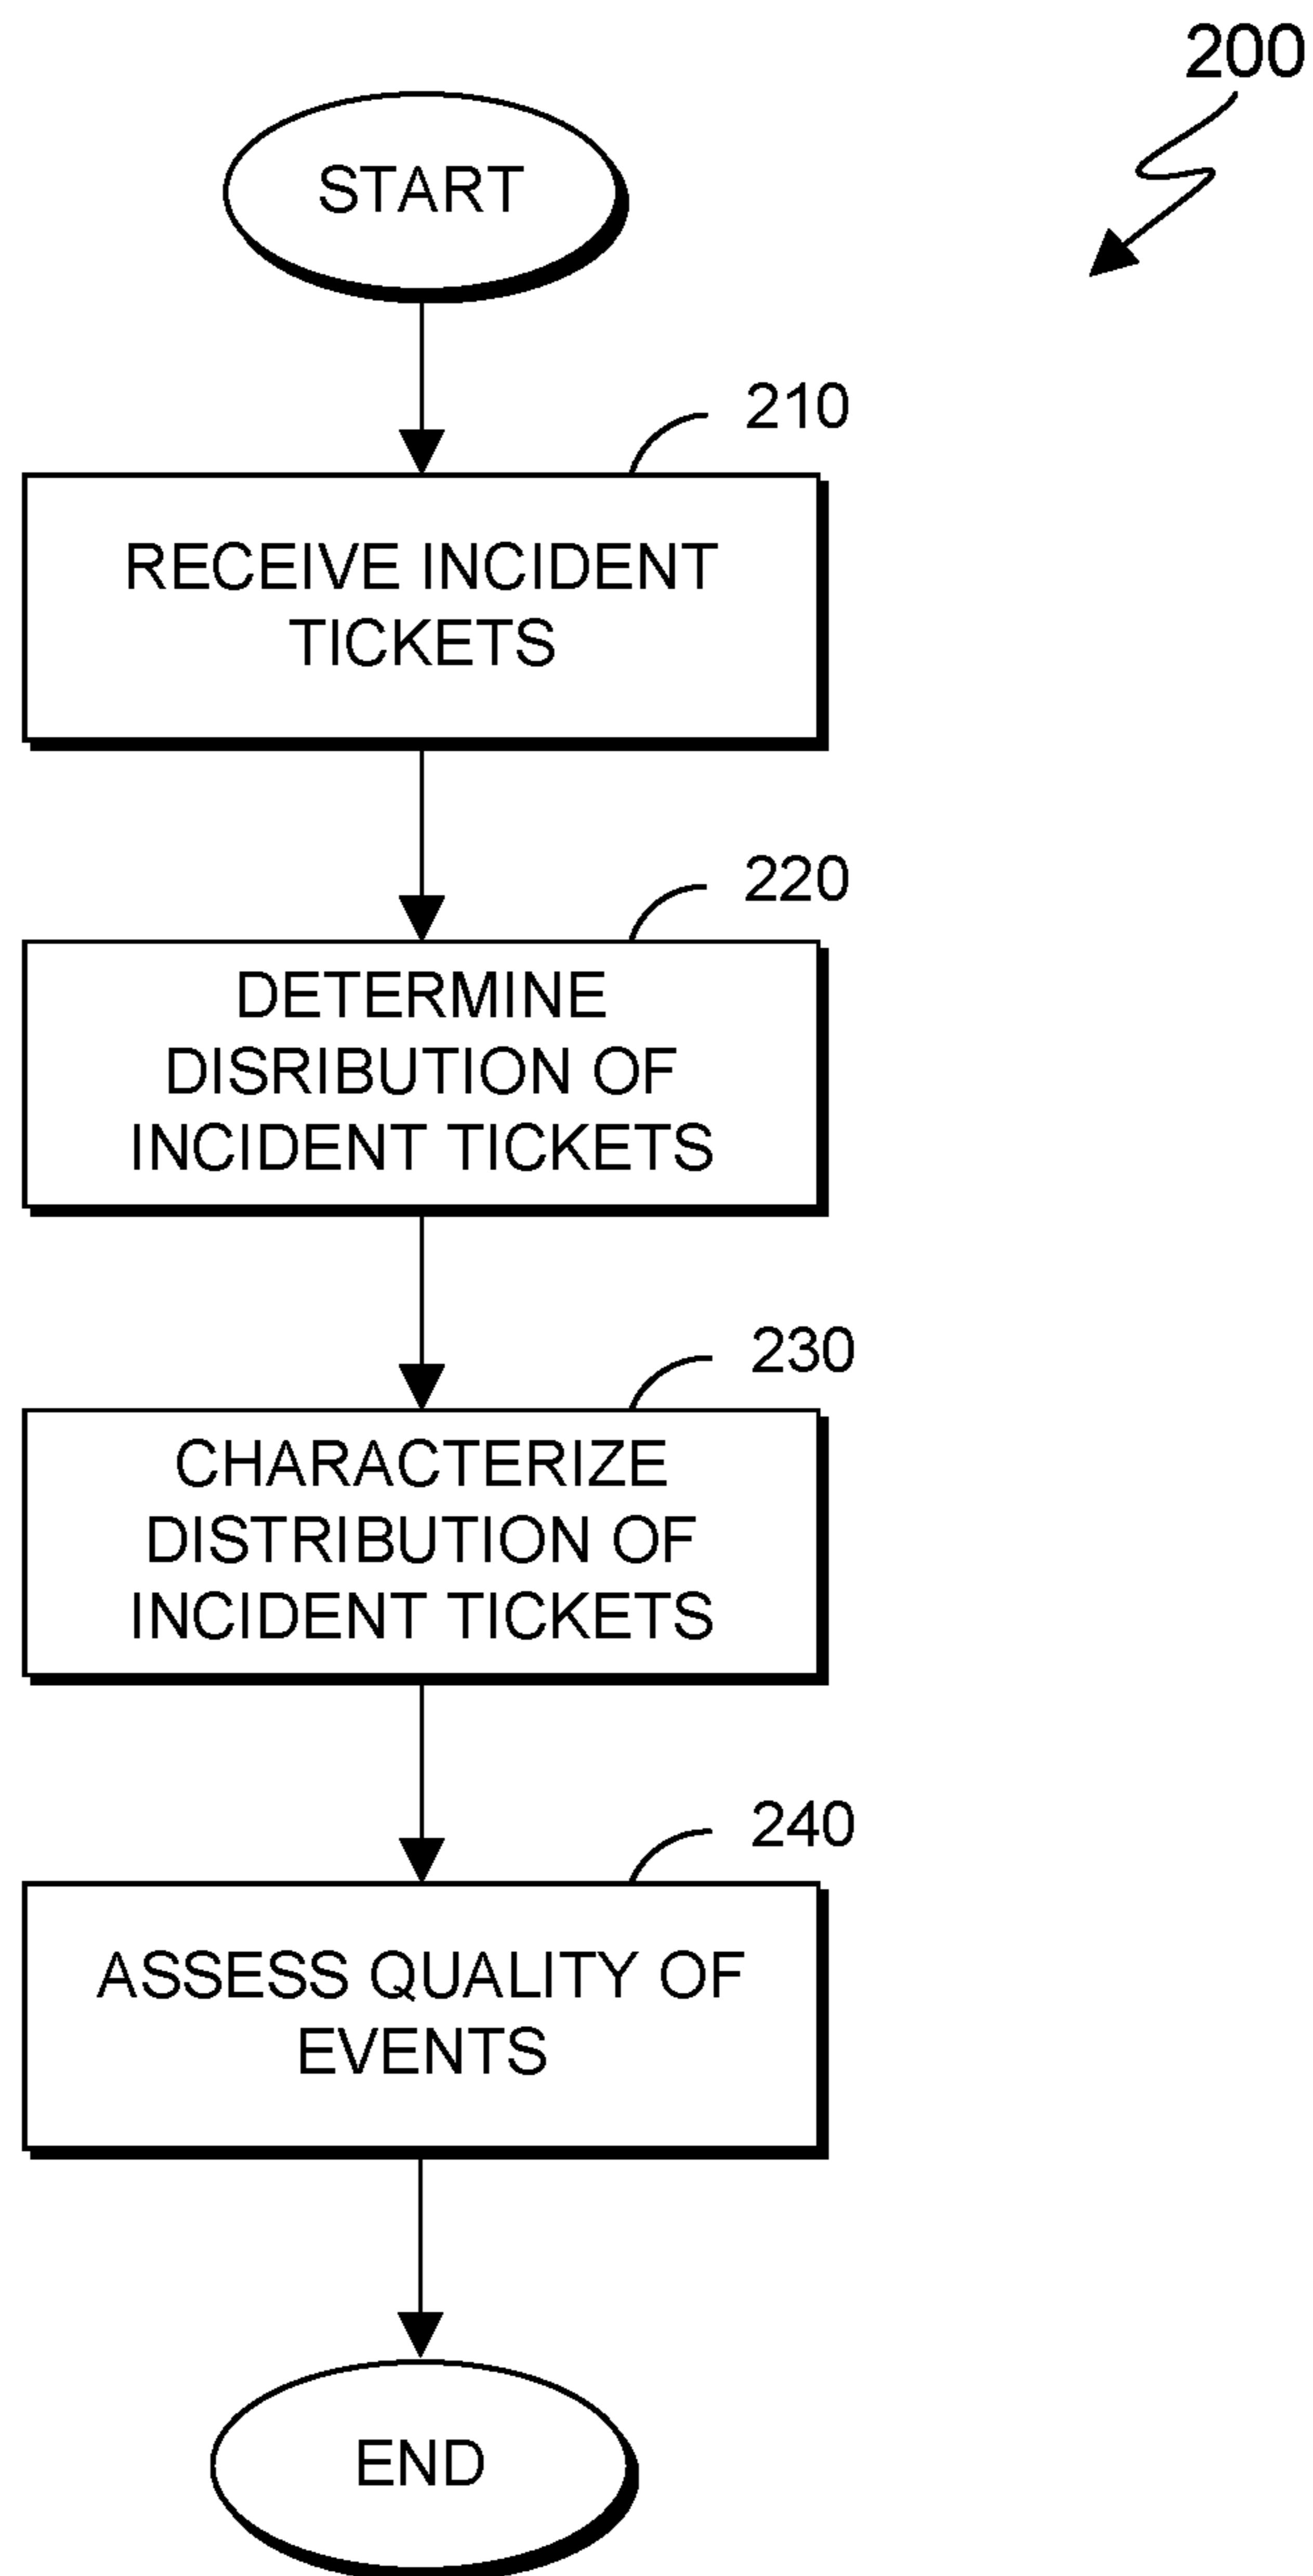 200
START
210
RECEIVE INCIDENT
TICKETS
220
DETERMINE
DISRIBUTION OF
INCIDENT TICKETS
230
CHARACTERIZE
DISTRIBUTION OF
INCIDENT TICKETS
240
ASSESS QUALITY OF
EVENTS
END